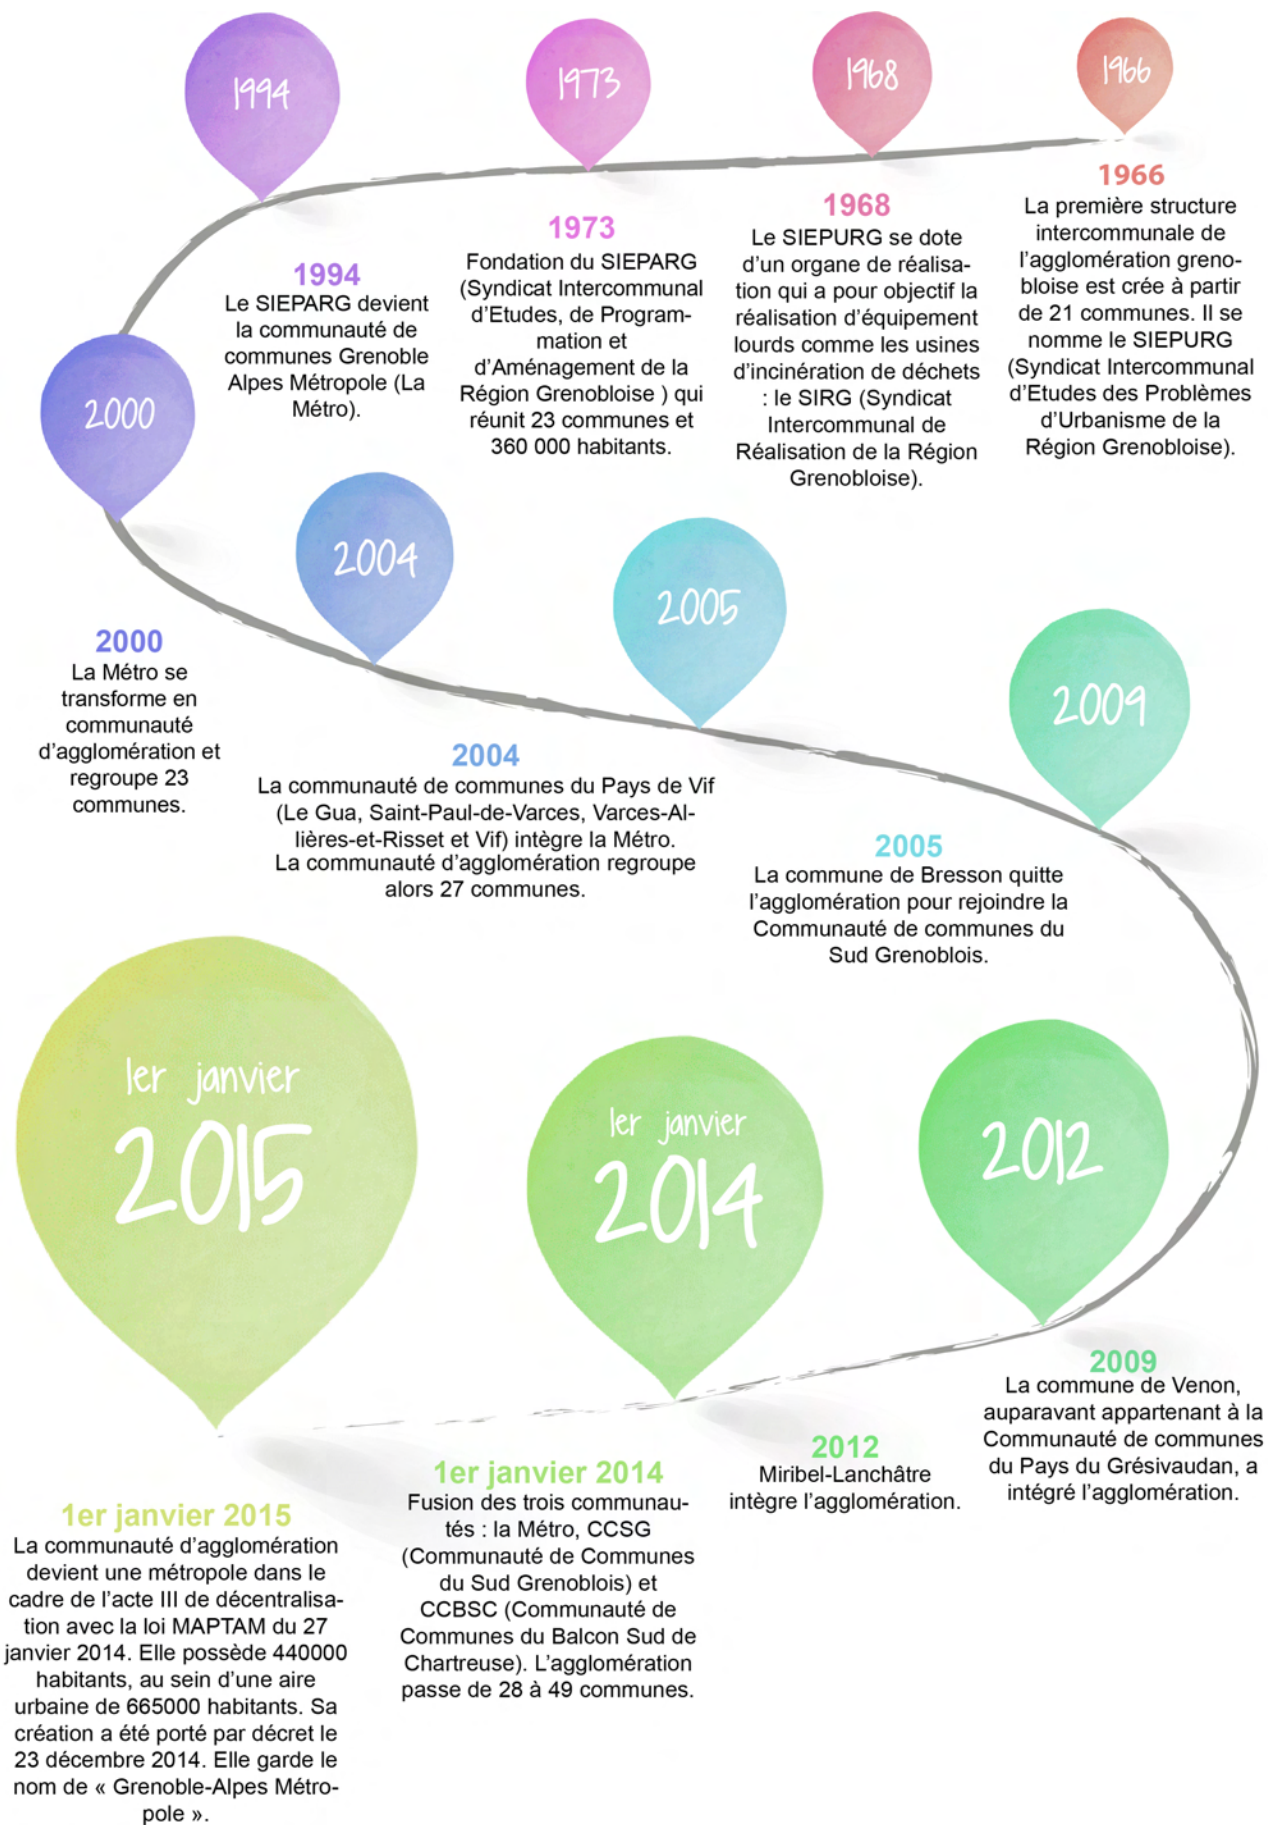 1966
1966
La première structure
intercommunale de
l'agglomération greno-
bloise est crée à partir
de 21 communes. Il se
nomme le SIEPURG
(Syndicat Intercommunal
d'Etudes des Problèmes
d'Urbanisme de la
Région Grenobloise).
1968
1968
Le SIEPURG se dote
d'un organe de réalisa-
tion qui a pour objectif la
réalisation d'équipement
lourds comme les usines
d'incinération de déchets
: le SIRG (Syndicat
Intercommunal de
Réalisation de la Région
Grenobloise).
1973
1973
Fondation du SIEPARG
(Syndicat Intercommunal
d'Etudes, de Program-
mation et
d'Aménagement de la
Région Grenobloise ) qui
réunit 23 communes et
360 000 habitants.
1994
1994
Le SIEPARG devient
la communauté de
communes Grenoble
Alpes Métropole (La
Métro).
2000
2000
La Métro se
transforme en
communauté
d'agglomération et
regroupe 23
communes.
2004
2004
La communauté de communes du Pays de Vif
(Le Gua, Saint-Paul-de-Varces, Varces-Al-
lières-et-Risset et Vif) intègre la Métro.
La communauté d'agglomération regroupe
alors 27 communes.
2005
2005
La commune de Bresson quitte
l'agglomération pour rejoindre la
Communauté de communes du
Sud Grenoblois.
2009
2009
La commune de Venon,
auparavant appartenant à la
Communauté de communes
du Pays du Grésivaudan, a
intégré l'agglomération.
2012
2012
Miribel-Lanchâtre
intègre l'agglomération.
1er janvier
2014
1er janvier 2014
Fusion des trois communau-
tés : la Métro, CCSG
(Communauté de Communes
du Sud Grenoblois) et
CCBSC (Communauté de
Communes du Balcon Sud de
Chartreuse). L'agglomération
passe de 28 à 49 communes.
1er janvier
2015
1er janvier 2015
La communauté d'agglomération
devient une métropole dans le
cadre de l'acte III de décentralisa-
tion avec la loi MAPTAM du 27
janvier 2014. Elle possède 440000
habitants, au sein d'une aire
urbaine de 665000 habitants. Sa
création a été porté par décret le
23 décembre 2014. Elle garde le
nom de « Grenoble-Alpes Métro-
pole ».